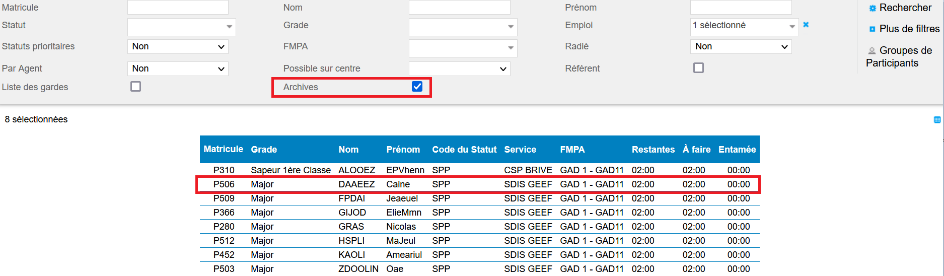 Matricule Nom Prénom Rechercher
Statut Grade Emploi 1 sélectionné Plus de filtres
Statuts prioritaires Non FMPA Radié Non Groupes de Participants
Par Agent Non Possible sur centre Référent
Liste des gardes Archives
8 sélectionnées
Matricule Grade Nom Prénom Code du Statut Service FMPA Restantes À faire Entamée
P310 Sapeur 1ère Classe ALOOEZ EPVhenn SPP CSP BRIVE GAD 1 - GAD11 02:00 02:00 00:00
P506 Major DAAEEZ Caine SPP SDIS GEEF GAD 1 - GAD11 02:00 02:00 00:00
P509 Major FPDAI Jeaeuel SPP SDIS GEEF GAD 1 - GAD11 02:00 02:00 00:00
P366 Major GIJOD ElieMmn SPP SDIS GEEF GAD 1 - GAD11 02:00 02:00 00:00
P280 Major GRAS Nicolas SPP SDIS GEEF GAD 1 - GAD11 02:00 02:00 00:00
P512 Major HSPLI MaJeul SPP SDIS GEEF GAD 1 - GAD11 02:00 02:00 00:00
P452 Major KAOLI Ameariul SPP SDIS GEEF GAD 1 - GAD11 02:00 02:00 00:00
P503 Major ZDOOLIN Oae SPP SDIS GEEF GAD 1 - GAD11 02:00 02:00 00:00